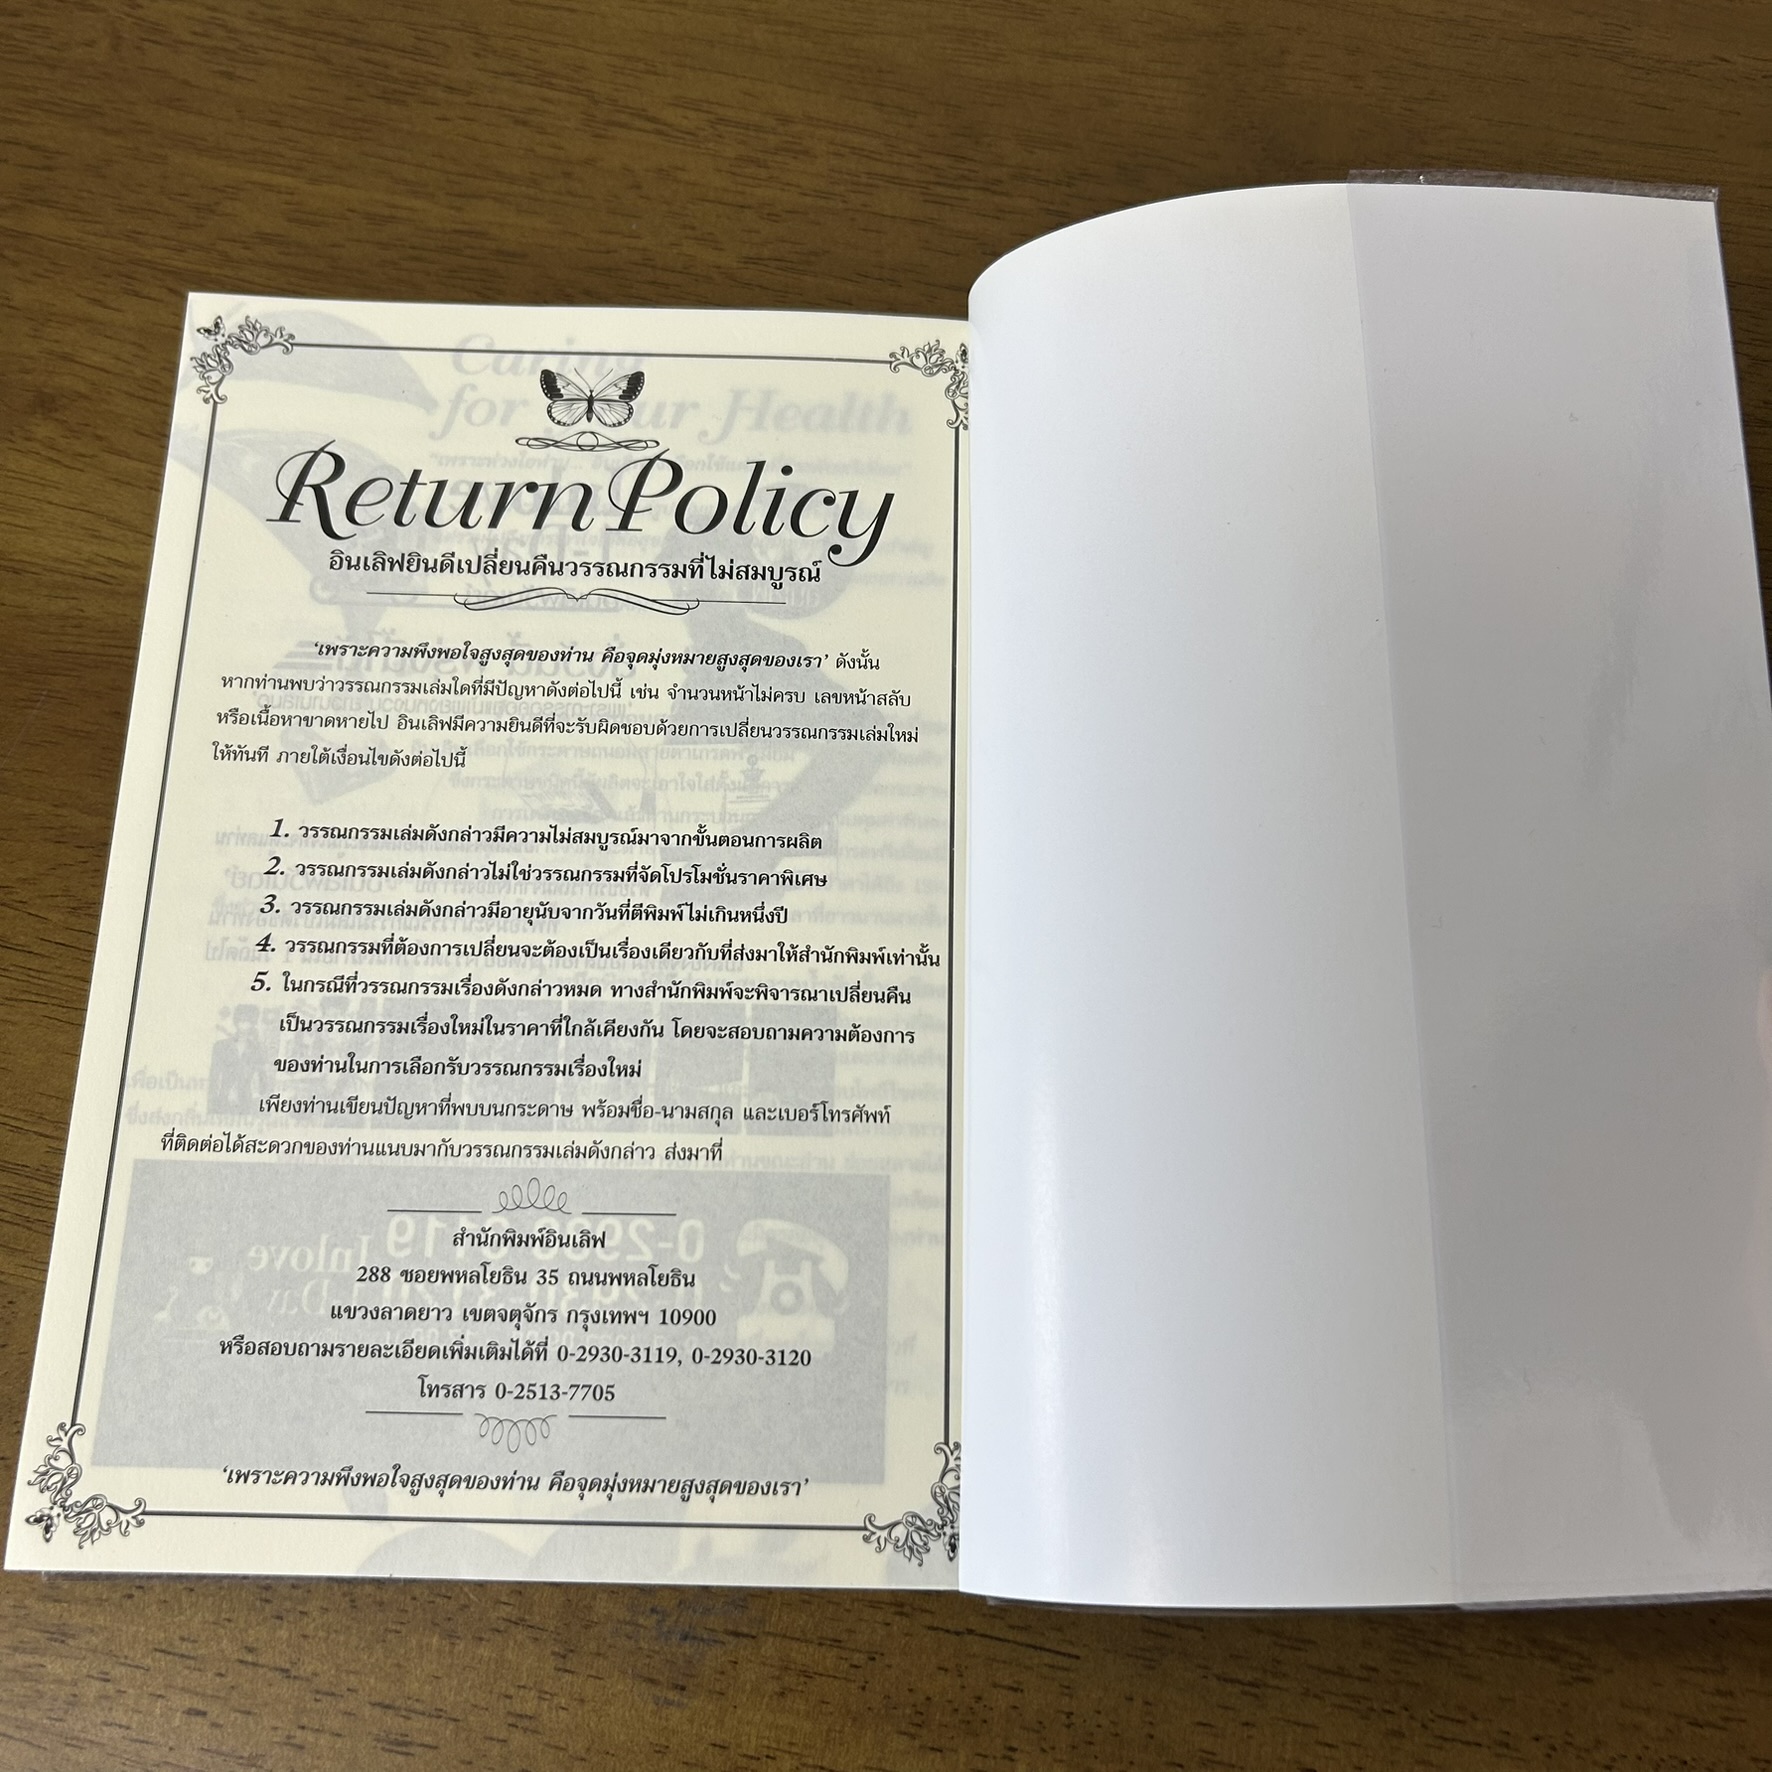 Return Policy
อินเลิฟยินดีเปลี่ยนคืนวรรณกรรมที่ไม่สมบูรณ์
‘เพราะความพึงพอใจสูงสุดของท่าน คือจุดมุ่งหมายสูงสุดของเรา’ ดังนั้น
หากท่านพบว่าวรรณกรรมเล่มใดที่มีปัญหาดังต่อไปนี้ เช่น จำนวนหน้าไม่ครบ เลขหน้าสลับ
หรือเนื้อหาขาดหายไป อินเลิฟมีความยินดีที่จะรับผิดชอบด้วยการเปลี่ยนวรรณกรรมเล่มใหม่
ให้ทันที ภายใต้เงื่อนไขดังต่อไปนี้
1. วรรณกรรมเล่มดังกล่าวมีความไม่สมบูรณ์มาจากขั้นตอนการผลิต
2. วรรณกรรมเล่มดังกล่าวไม่ใช่วรรณกรรมที่จัดโปรโมชั่นราคาพิเศษ
3. วรรณกรรมเล่มดังกล่าวมีอายุนับจากวันที่ตีพิมพ์ไม่เกินหนึ่งปี
4. วรรณกรรมที่ต้องการเปลี่ยนจะต้องเป็นเรื่องเดียวกับที่ส่งมาให้สำนักพิมพ์เท่านั้น
5. ในกรณีที่วรรณกรรมเรื่องดังกล่าวหมด ทางสำนักพิมพ์จะพิจารณาเปลี่ยนคืน
เป็นวรรณกรรมเรื่องใหม่ในราคาที่ใกล้เคียงกัน โดยจะสอบถามความต้องการ
ของท่านในการเลือกรับวรรณกรรมเรื่องใหม่
เพียงท่านเขียนปัญหาที่พบบนกระดาษ พร้อมชื่อ-นามสกุล และเบอร์โทรศัพท์
ที่ติดต่อได้สะดวกของท่านแนบมากับวรรณกรรมเล่มดังกล่าว ส่งมาที่
สำนักพิมพ์อินเลิฟ
288 ซอยพหลโยธิน 35 ถนนพหลโยธิน
แขวงลาดยาว เขตจตุจักร กรุงเทพฯ 10900
หรือสอบถามรายละเอียดเพิ่มเติมได้ที่ 0-2930-3119, 0-2930-3120
โทรสาร 0-2513-7705
‘เพราะความพึงพอใจสูงสุดของท่าน คือจุดมุ่งหมายสูงสุดของเรา’